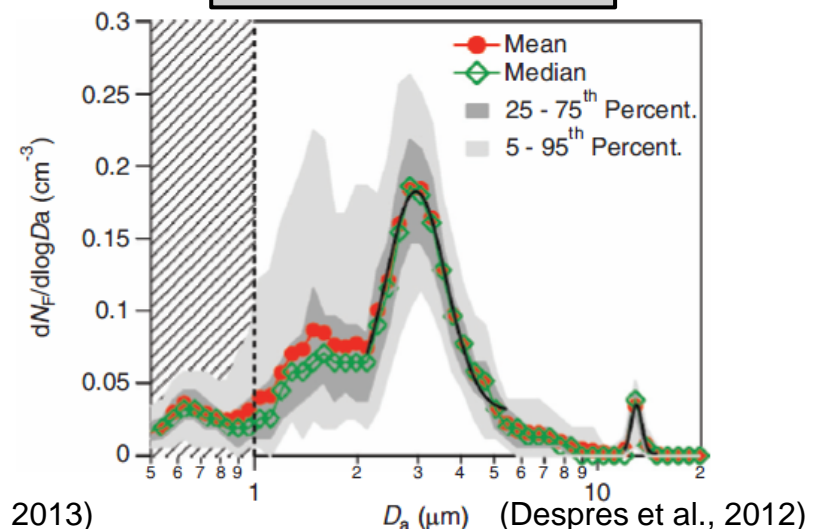 0.3
0.25
0.2
0.15
0.1
0.05
0
dN_F/dlogDa (cm⁻³)
Mean
Median
25 - 75th Percent.
5 - 95th Percent.
5 6 7 8 9 2 3 4 5 6 7 8 9 2
1 10
2013) D_a (µm) (Despres et al., 2012)